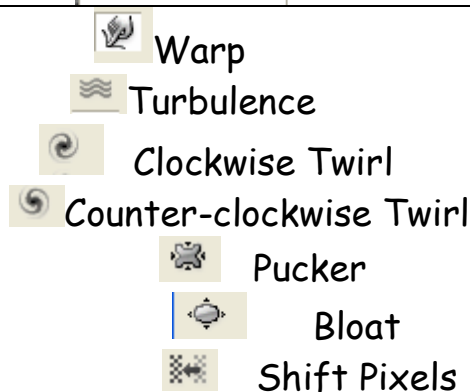 Warp
Turbulence
Clockwise Twirl
Counter-clockwise Twirl
Pucker
Bloat
Shift Pixels